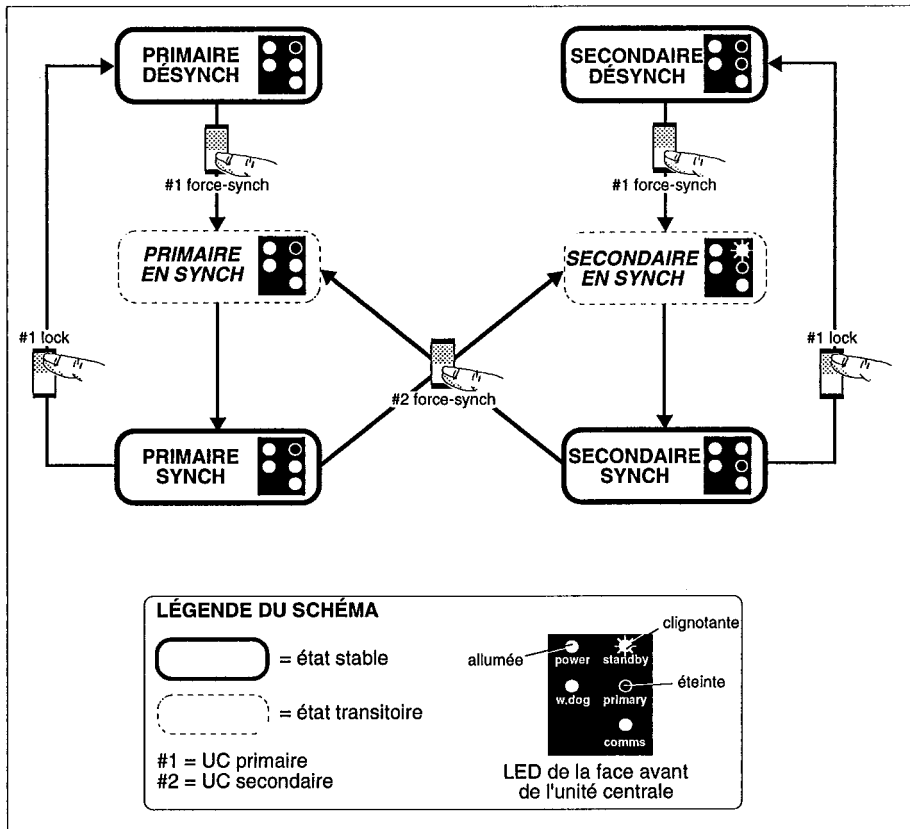 PRIMAIRE
DÉSYNCH
SECONDAIRE
DÉSYNCH
#1 force-synch
#1 force-synch
PRIMAIRE
EN SYNCH
SECONDAIRE
EN SYNCH
#1 lock
#1 lock
#2 force-synch
PRIMAIRE
SYNCH
SECONDAIRE
SYNCH
LÉGENDE DU SCHÉMA
= état stable
= état transitoire
#1 = UC primaire
#2 = UC secondaire
clignotante
allumée
power standby
éteinte
w.dog primary
comms
LED de la face avant
de l'unité centrale